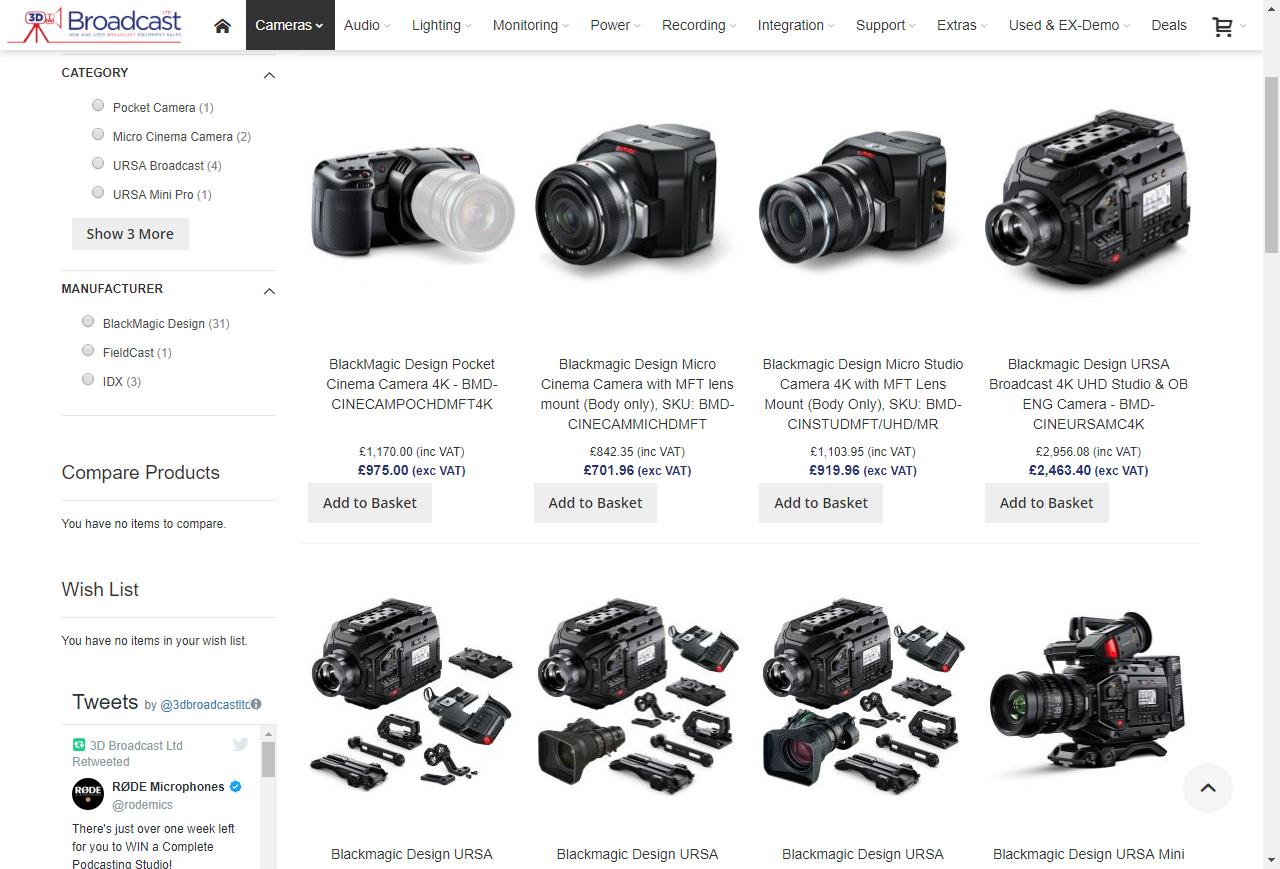 3D Broadcast LTD
NEW AND USED BROADCAST EQUIPMENT SALES
Cameras
Audio
Lighting
Monitoring
Power
Recording
Integration
Support
Extras
Used & EX-Demo
Deals
CATEGORY
Pocket Camera (1)
Micro Cinema Camera (2)
URSA Broadcast (4)
URSA Mini Pro (1)
Show 3 More
MANUFACTURER
BlackMagic Design (31)
FieldCast (1)
IDX (3)
Compare Products
You have no items to compare.
Wish List
You have no items in your wish list.
Tweets by @3dbroadcastltd
3D Broadcast Ltd
Retweeted
RØDE
RØDE Microphones
@rodemics
There's just over one week left
for you to WIN a Complete
Podcasting Studio!
BlackMagic Design Pocket
Cinema Camera 4K - BMD-
CINECAMPOCHDMFT4K
£1,170.00 (inc VAT)
£975.00 (exc VAT)
Add to Basket
Blackmagic Design Micro
Cinema Camera with MFT lens
mount (Body only), SKU: BMD-
CINECAMMICHDMFT
£842.35 (inc VAT)
£701.96 (exc VAT)
Add to Basket
Blackmagic Design Micro Studio
Camera 4K with MFT Lens
Mount (Body Only), SKU: BMD-
CINSTUDMFT/UHD/MR
£1,103.95 (inc VAT)
£919.96 (exc VAT)
Add to Basket
Blackmagic Design URSA
Broadcast 4K UHD Studio & OB
ENG Camera - BMD-
CINEURSAMC4K
£2,956.08 (inc VAT)
£2,463.40 (exc VAT)
Add to Basket
Blackmagic Design URSA
Blackmagic Design URSA
Blackmagic Design URSA
Blackmagic Design URSA Mini